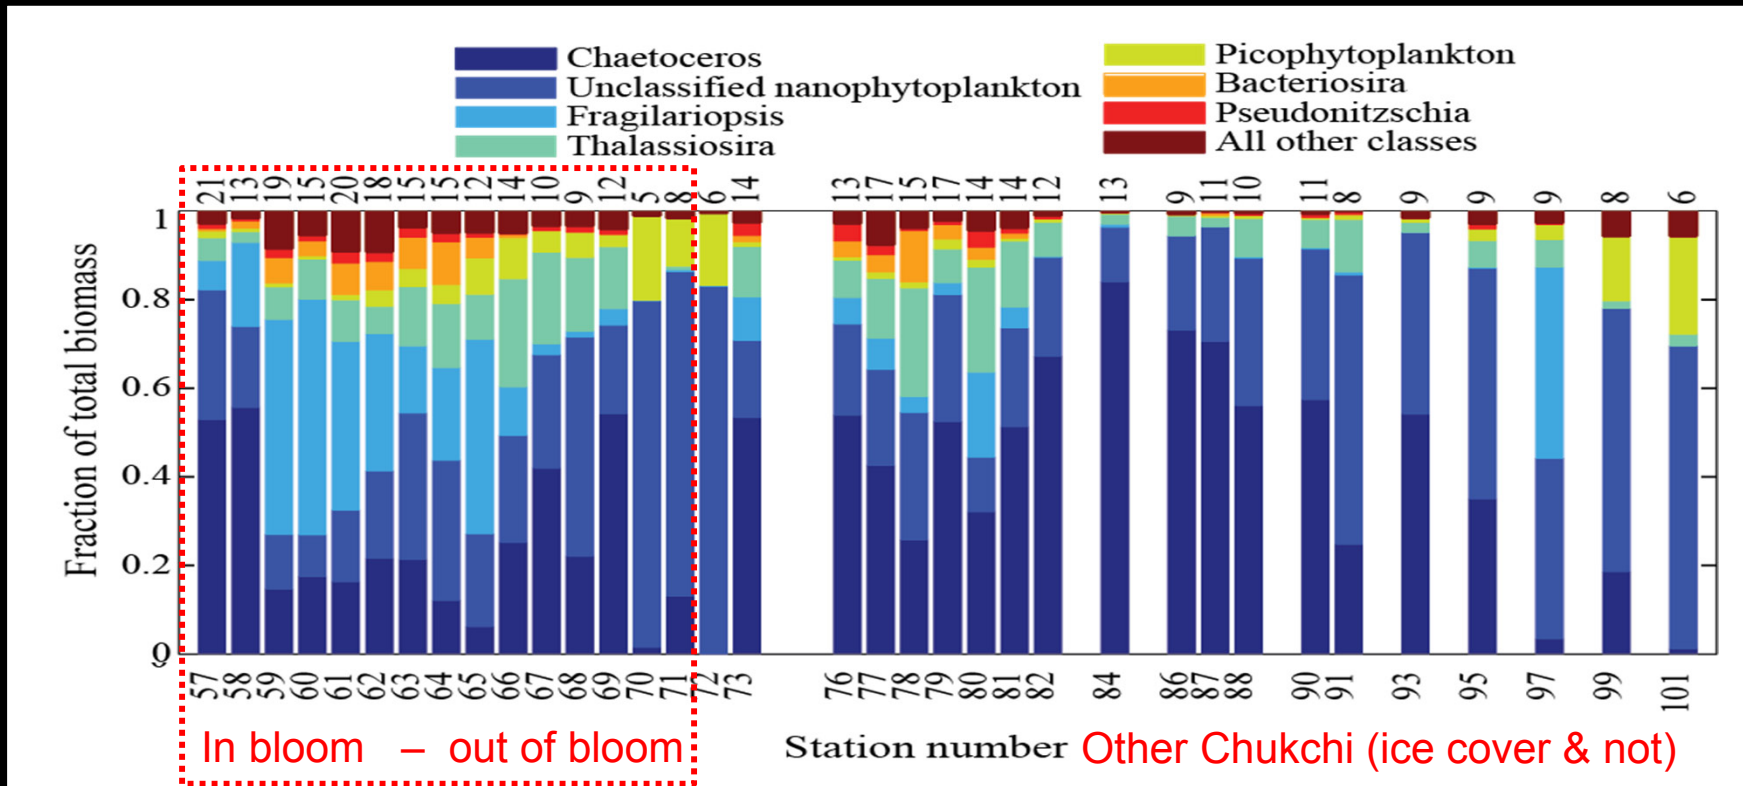 Chaetoceros
Unclassified nanophytoplankton
Fragilariopsis
Thalassiosira
Picophytoplankton
Bacteriosira
Pseudonitzschia
All other classes
21 13 19 15 20 18 15 15 12 14 10 9 12 5 8 6 14 13 17 15 17 14 14 12 13 9 11 10 11 8 9 9 9 8 6
1
0.8
0.6
0.4
0.2
0
Fraction of total biomass
57 58 59 60 61 62 63 64 65 66 67 68 69 70 71 72 73 76 77 78 79 80 81 82 84 86 87 88 90 91 93 95 97 99 101
In bloom – out of bloom
Station number
Other Chukchi (ice cover & not)